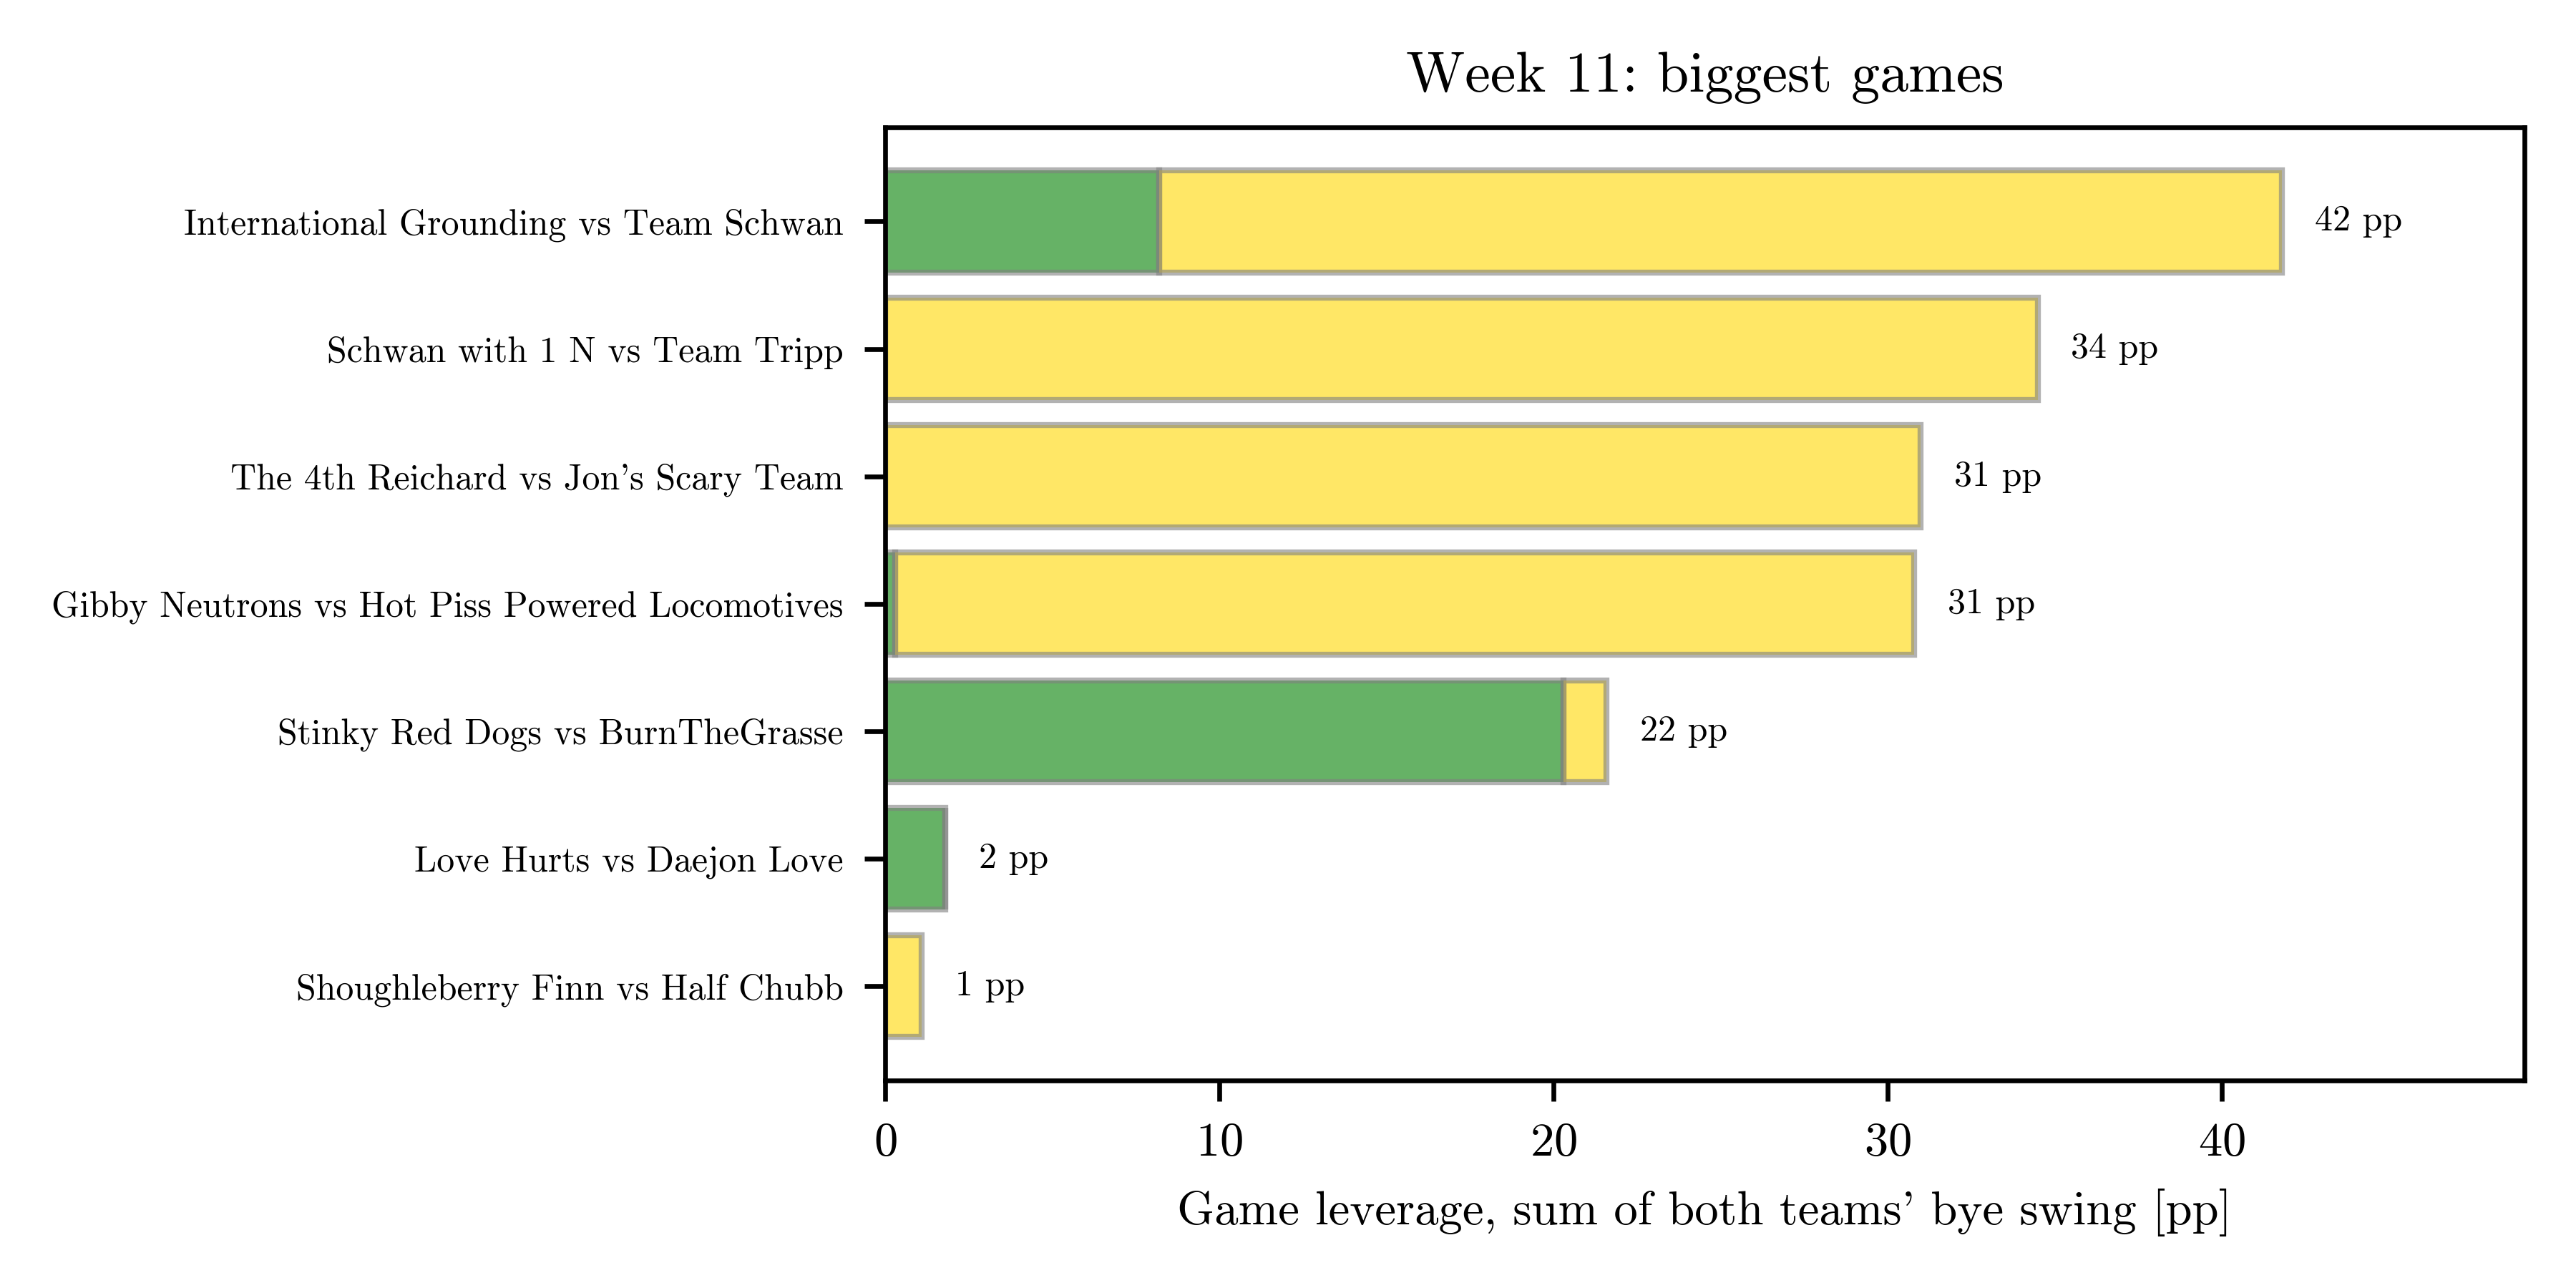 Week 11: biggest games
International Grounding vs Team Schwan
42 pp
Schwan with 1 N vs Team Tripp
34 pp
The 4th Reichard vs Jon’s Scary Team
31 pp
Gibby Neutrons vs Hot Piss Powered Locomotives
31 pp
Stinky Red Dogs vs BurnTheGrasse
22 pp
Love Hurts vs Daejon Love
2 pp
Shoughleberry Finn vs Half Chubb
1 pp
0 10 20 30 40
Game leverage, sum of both teams’ bye swing [pp]